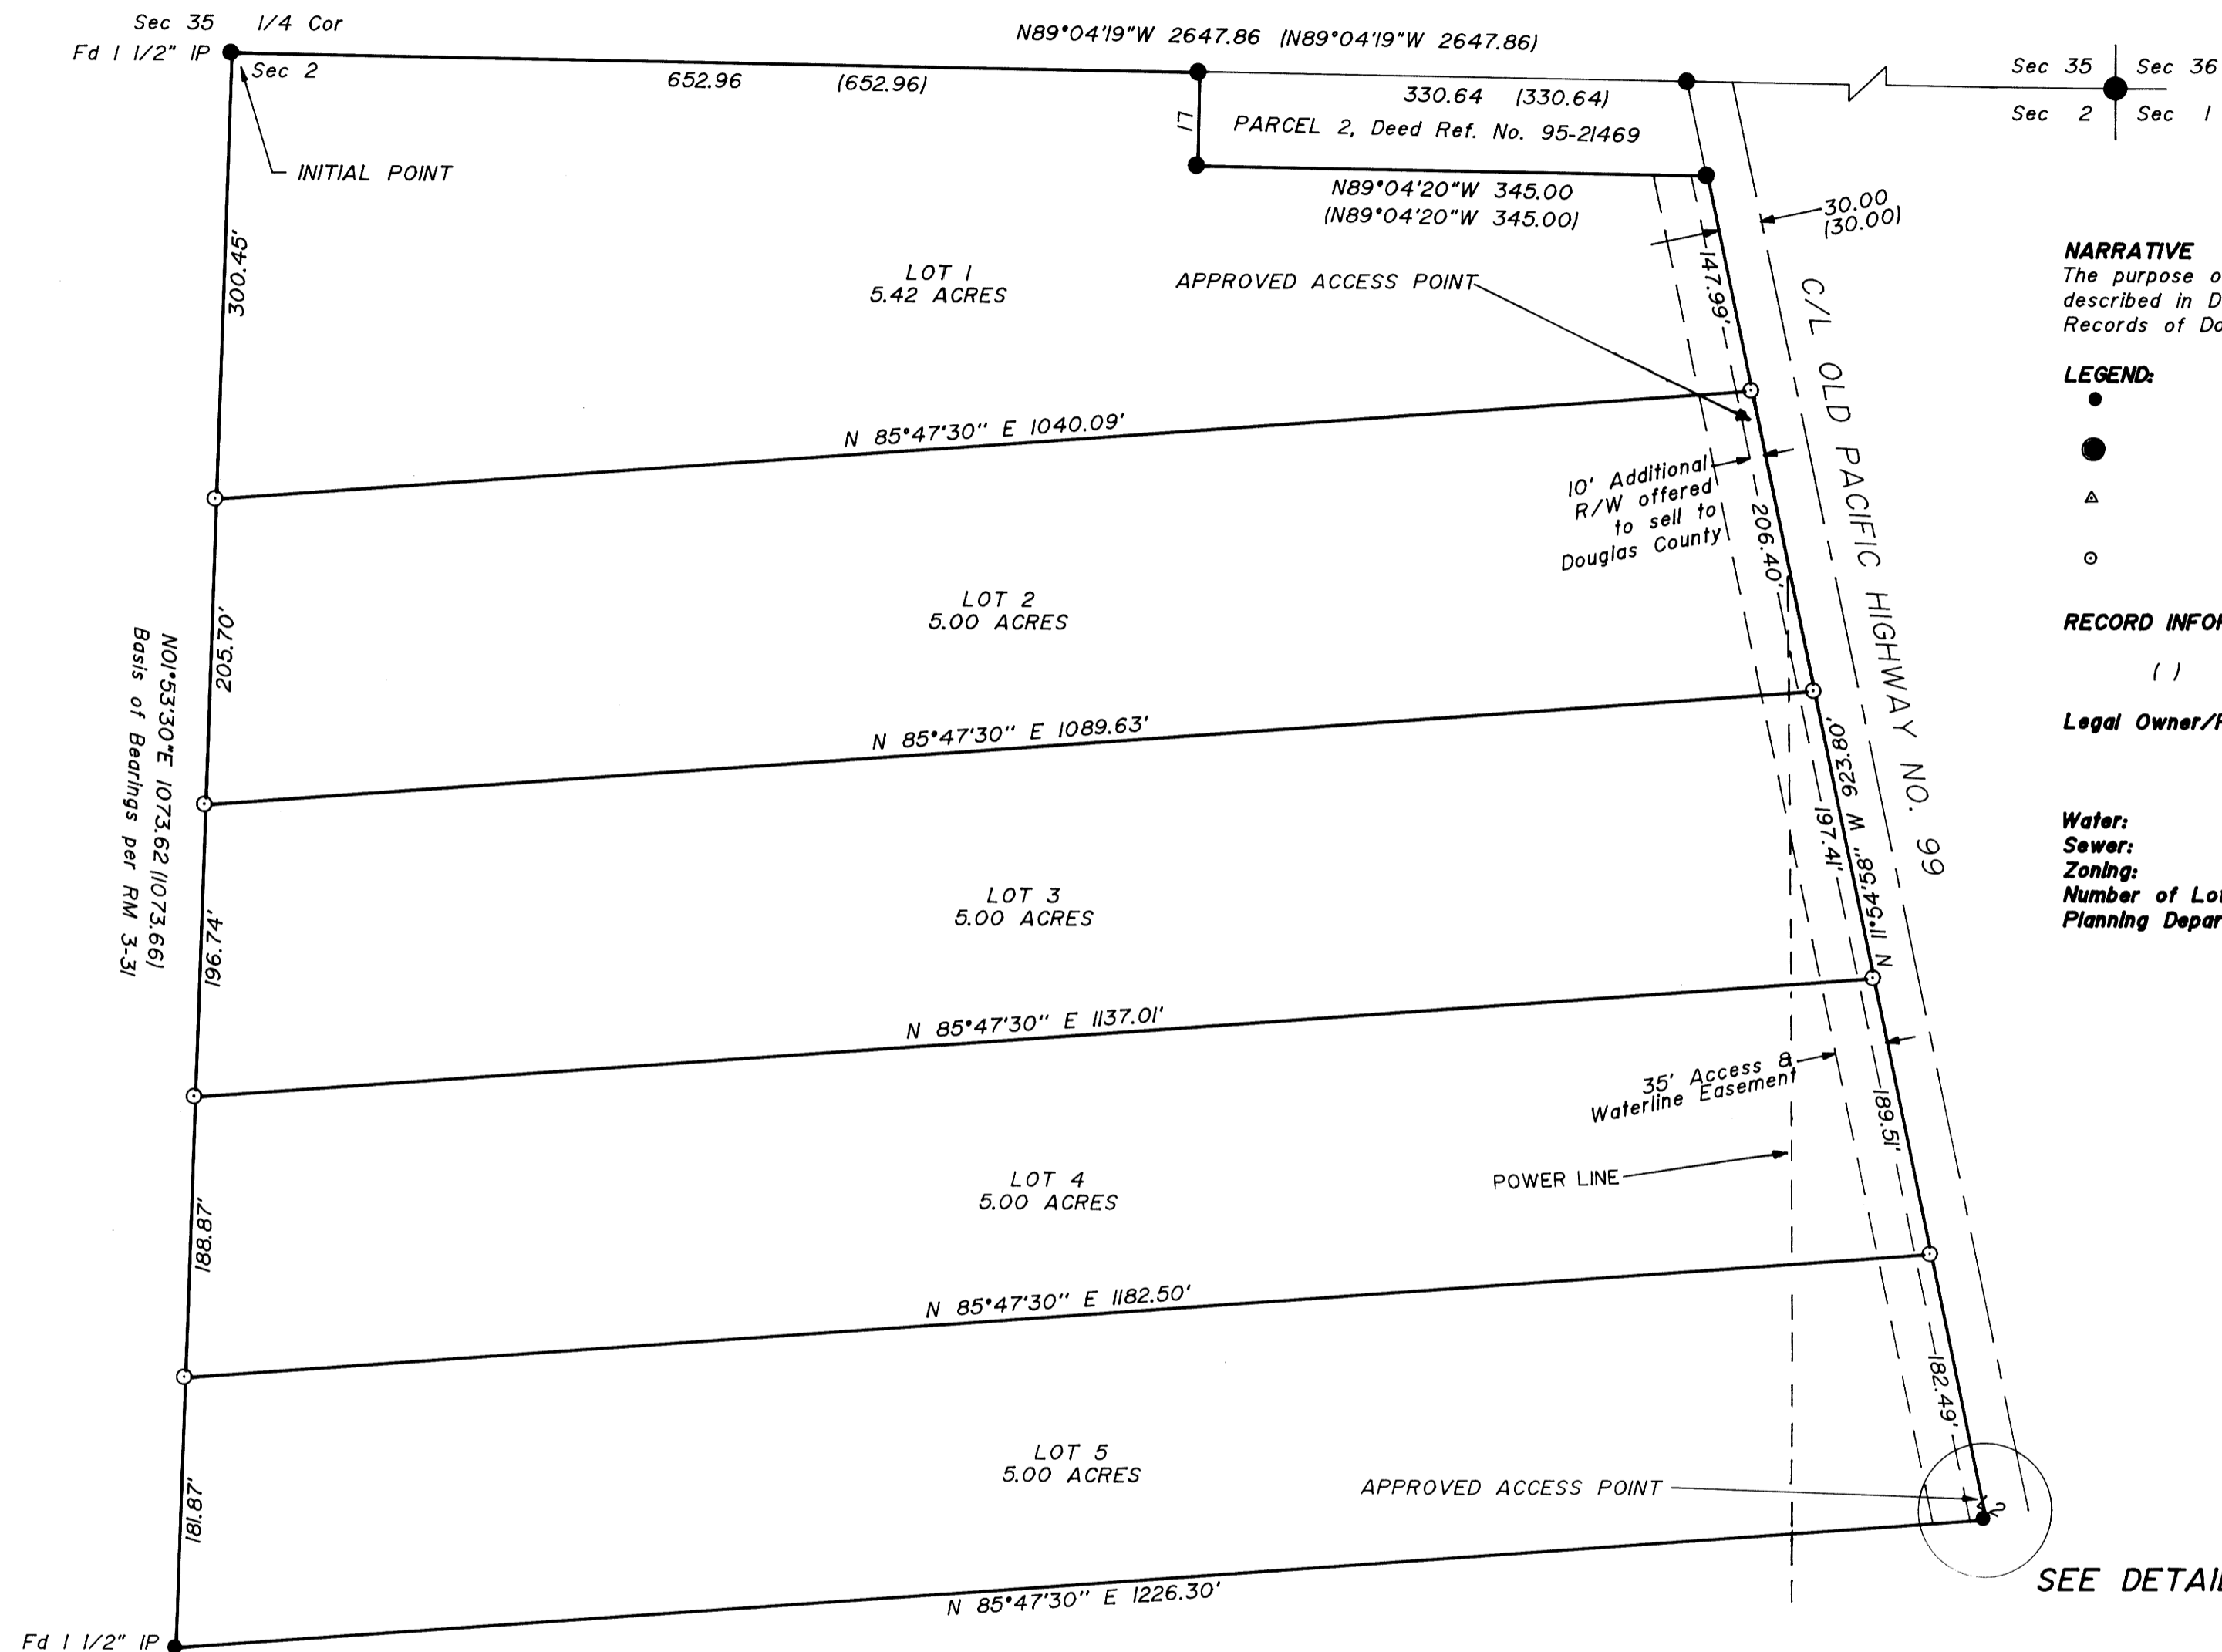 Sec 35 1/4 Cor
Fd 1 1/2" IP
Sec 2
INITIAL POINT
N89°04'19"W 2647.86 (N89°04'19"W 2647.86)
652.96 (652.96)
330.64 (330.64)
PARCEL 2, Deed Ref. No. 95-21469
L1
N89°04'20"W 345.00
(N89°04'20"W 345.00)
Sec 35 Sec 36
Sec 2 Sec 1
30.00
(30.00)
300.45'
LOT 1
5.42 ACRES
APPROVED ACCESS POINT
147.99'
C/L OLD PACIFIC HIGHWAY NO. 99
N 85°47'30" E 1040.09'
10' Additional
R/W offered
to sell to
Douglas County
206.40'
205.70'
LOT 2
5.00 ACRES
N01°53'30"E 1073.62 (1073.66)
Basis of Bearings per RM 3-31
N 85°47'30" E 1089.63'
N 11°54'58" W 923.80'
197.41'
196.74'
LOT 3
5.00 ACRES
N 85°47'30" E 1137.01'
35' Access &
Waterline Easement
189.51'
188.87'
LOT 4
5.00 ACRES
POWER LINE
N 85°47'30" E 1182.50'
182.49'
181.87'
LOT 5
5.00 ACRES
APPROVED ACCESS POINT
N 85°47'30" E 1226.30'
Fd 1 1/2" IP
SEE DETAIL
NARRATIVE
The purpose o
described in D
Records of Do
LEGEND:
RECORD INFOR
( )
Legal Owner/
Water:
Sewer:
Zoning:
Number of Lot
Planning Depar